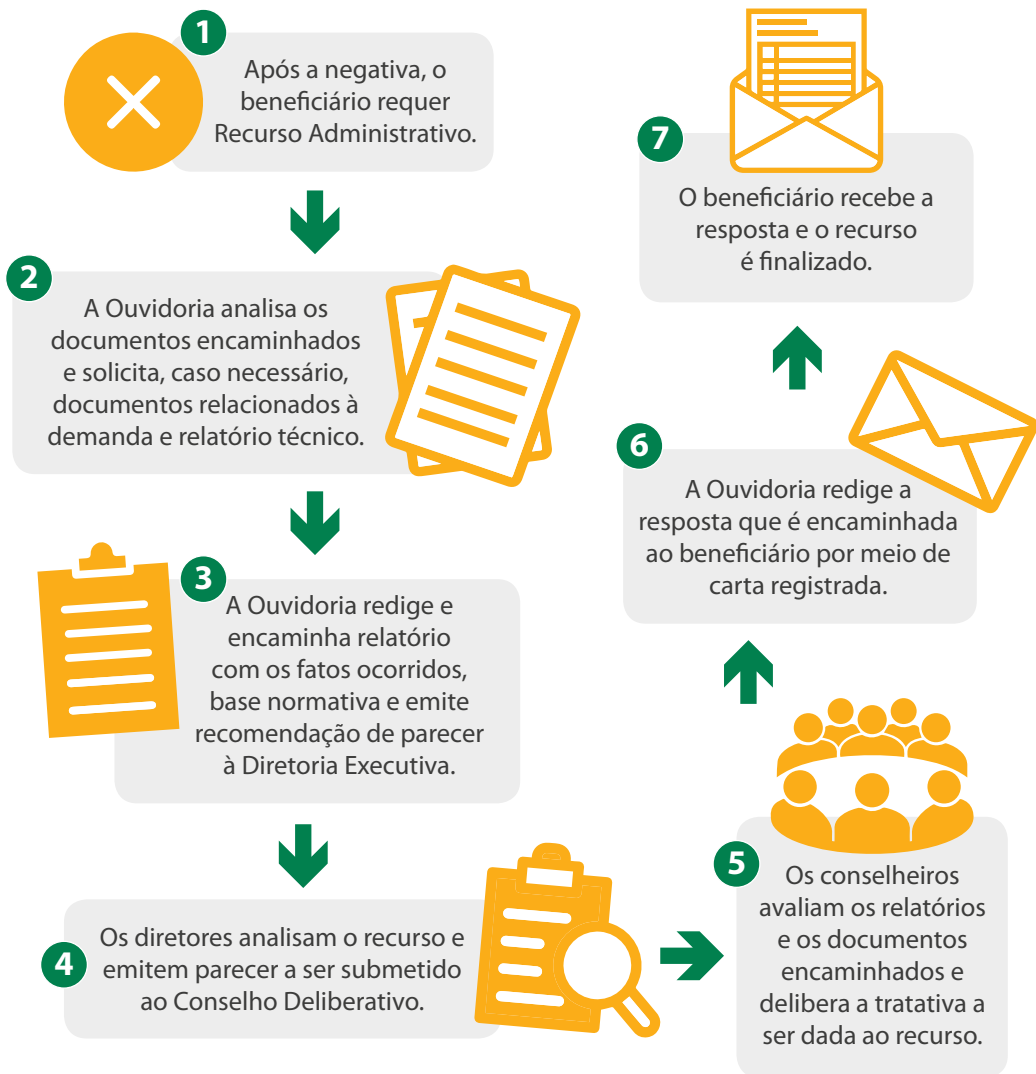 1
Após a negativa, o
beneficiário requer
Recurso Administrativo.
2
A Ouvidoria analisa os
documentos encaminhados
e solicita, caso necessário,
documentos relacionados à
demanda e relatório técnico.
3
A Ouvidoria redige e
encaminha relatório
com os fatos ocorridos,
base normativa e emite
recomendação de parecer
à Diretoria Executiva.
4
Os diretores analisam o recurso e
emitem parecer a ser submetido
ao Conselho Deliberativo.
5
Os conselheiros
avaliam os relatórios
e os documentos
encaminhados e
delibera a tratativa a
ser dada ao recurso.
6
A Ouvidoria redige a
resposta que é encaminhada
ao beneficiário por meio de
carta registrada.
7
O beneficiário recebe a
resposta e o recurso
é finalizado.